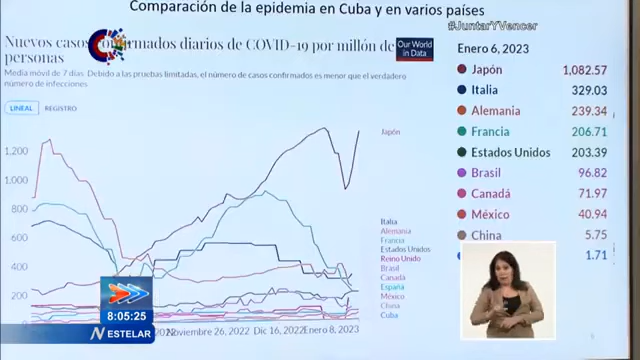 Comparación de la epidemia en Cuba y en varios países
#JuntarYVencer
Nuevos casos confirmados diarios de COVID-19 por millón de
personas
Our World
in Data
Media móvil de 7 días. Debido a las pruebas limitadas, el número de casos confirmados es menor que el verdadero
número de infecciones.
LINEAL
REGISTRO
1,200
1,000
800
600
400
200
0
Japón
Italia
Alemania
Francia
Estados Unidos
Reino Unido
Brasil
Canadá
España
México
China
Cuba
2022
Noviembre 26, 2022
Dic 16, 2022
Enero 8, 2023
Enero 6, 2023
Japón 1,082.57
Italia 329.03
Alemania 239.34
Francia 206.71
Estados Unidos 203.39
Brasil 96.82
Canadá 71.97
México 40.94
China 5.75
1.71
8:05:25
N ESTELAR